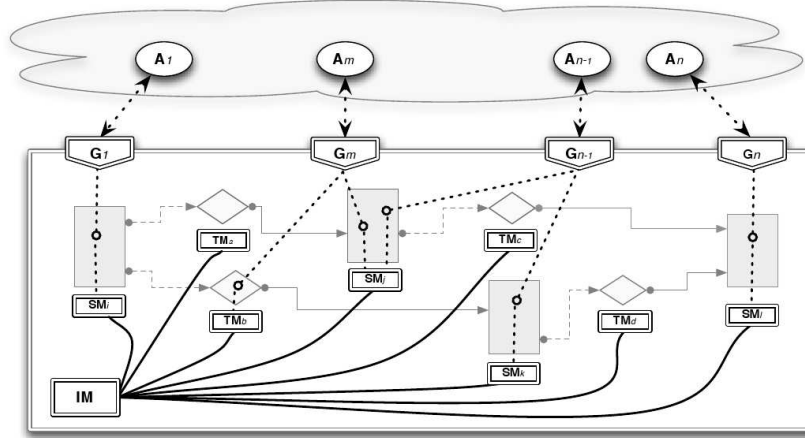 A1
Am
An-1
An
G1
Gm
Gn-1
Gn
TMa
TMc
SMj
SMi
TMb
TMd
SMl
SMk
IM